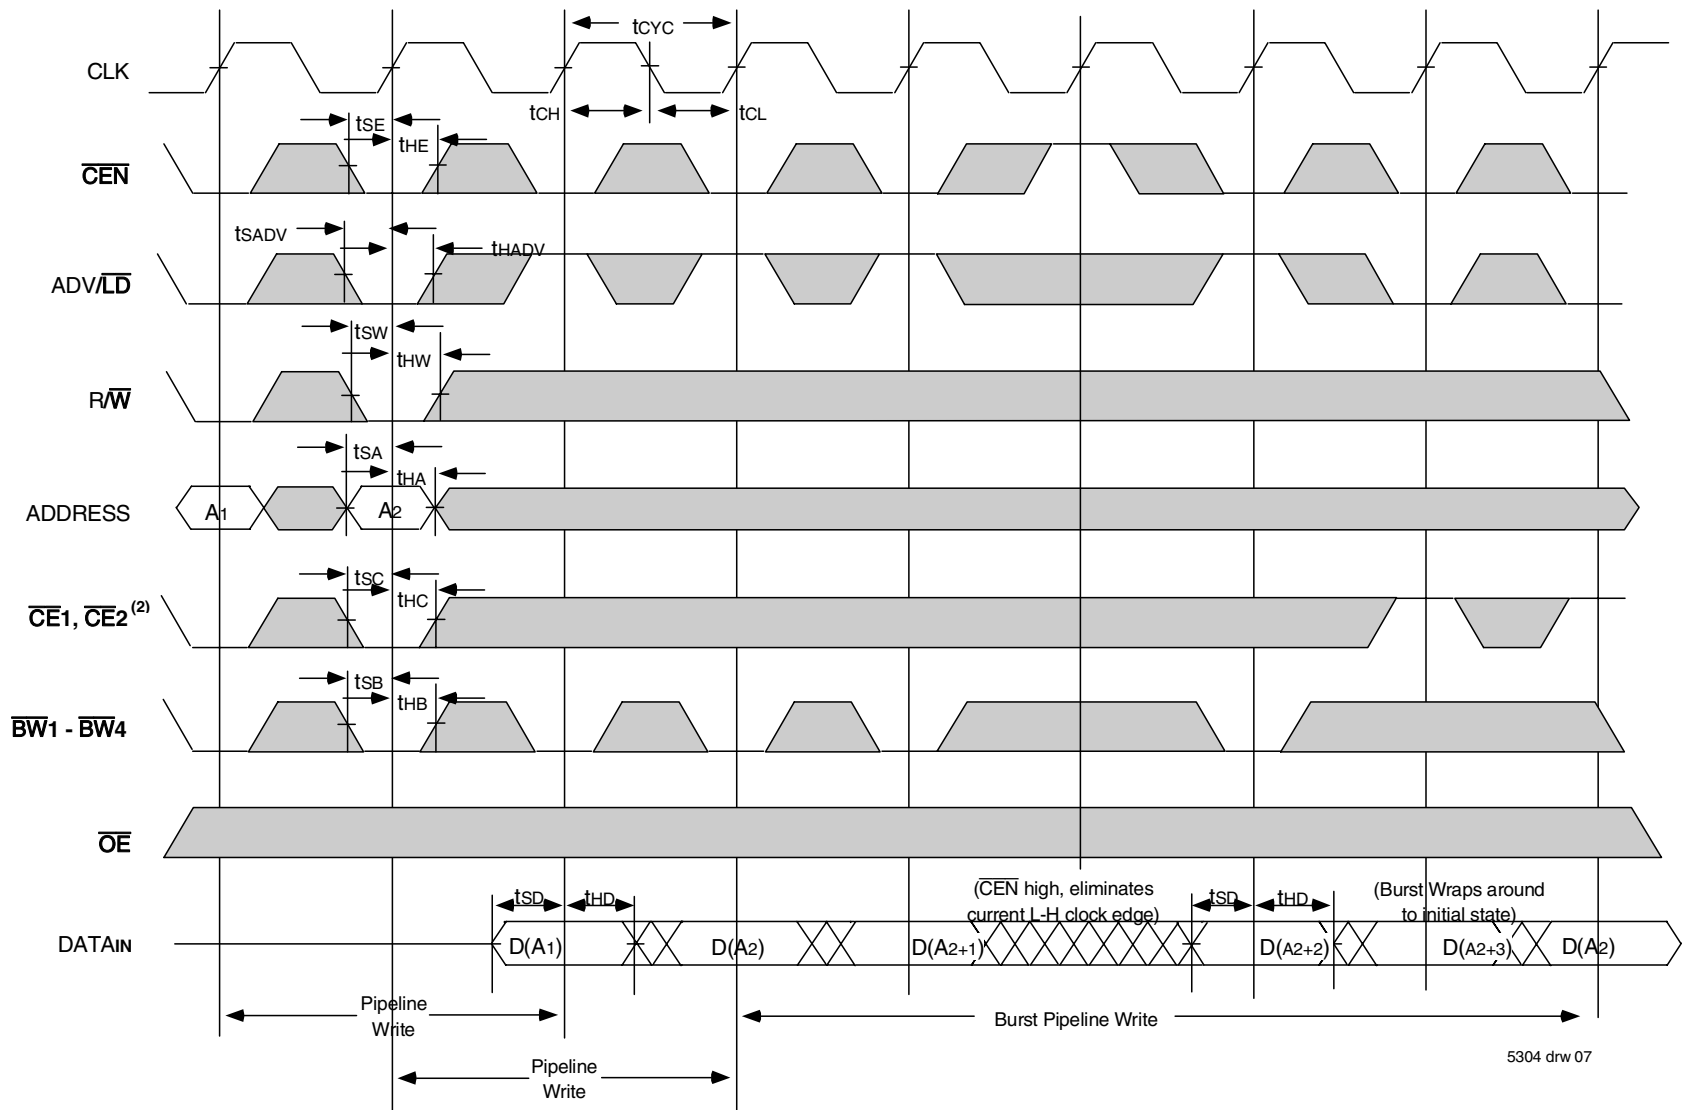 tCYC
CLK
tCH
tCL
tSE
tHE
CEN
tSADV
tHADV
ADV/LD
tSW
tHW
R/W
tSA
tHA
ADDRESS
A1
A2
tSC
tHC
CE1, CE2 (2)
tSB
tHB
BW1 - BW4
OE
tSD
tHD
(CEN high, eliminates
current L-H clock edge)
tSD
tHD
(Burst Wraps around
to initial state)
DATAIN
D(A1)
D(A2)
D(A2+1)
D(A2+2)
D(A2+3)
D(A2)
Pipeline
Write
Burst Pipeline Write
5304 drw 07
Pipeline
Write